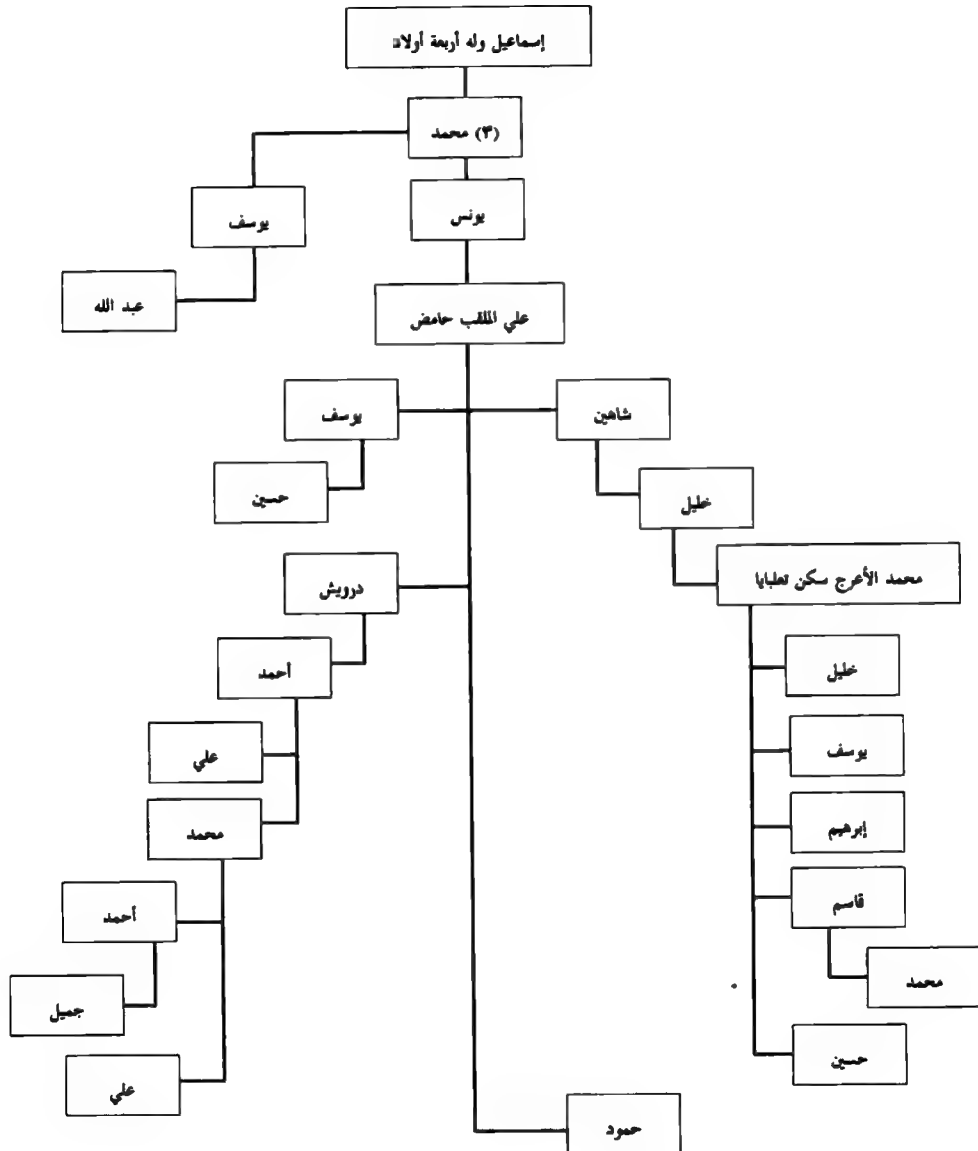 إسماعيل وله أربعة أولاد
(٣) محمد
يوسف
يونس
عبد الله
علي الملقب حامض
يوسف
شاهين
حسين
خليل
محمد الأعرج سكن تعلبايا
درويش
أحمد
خليل
علي
يوسف
محمد
إبرهيم
أحمد
قاسم
جميل
محمد
علي
حسين
حمود